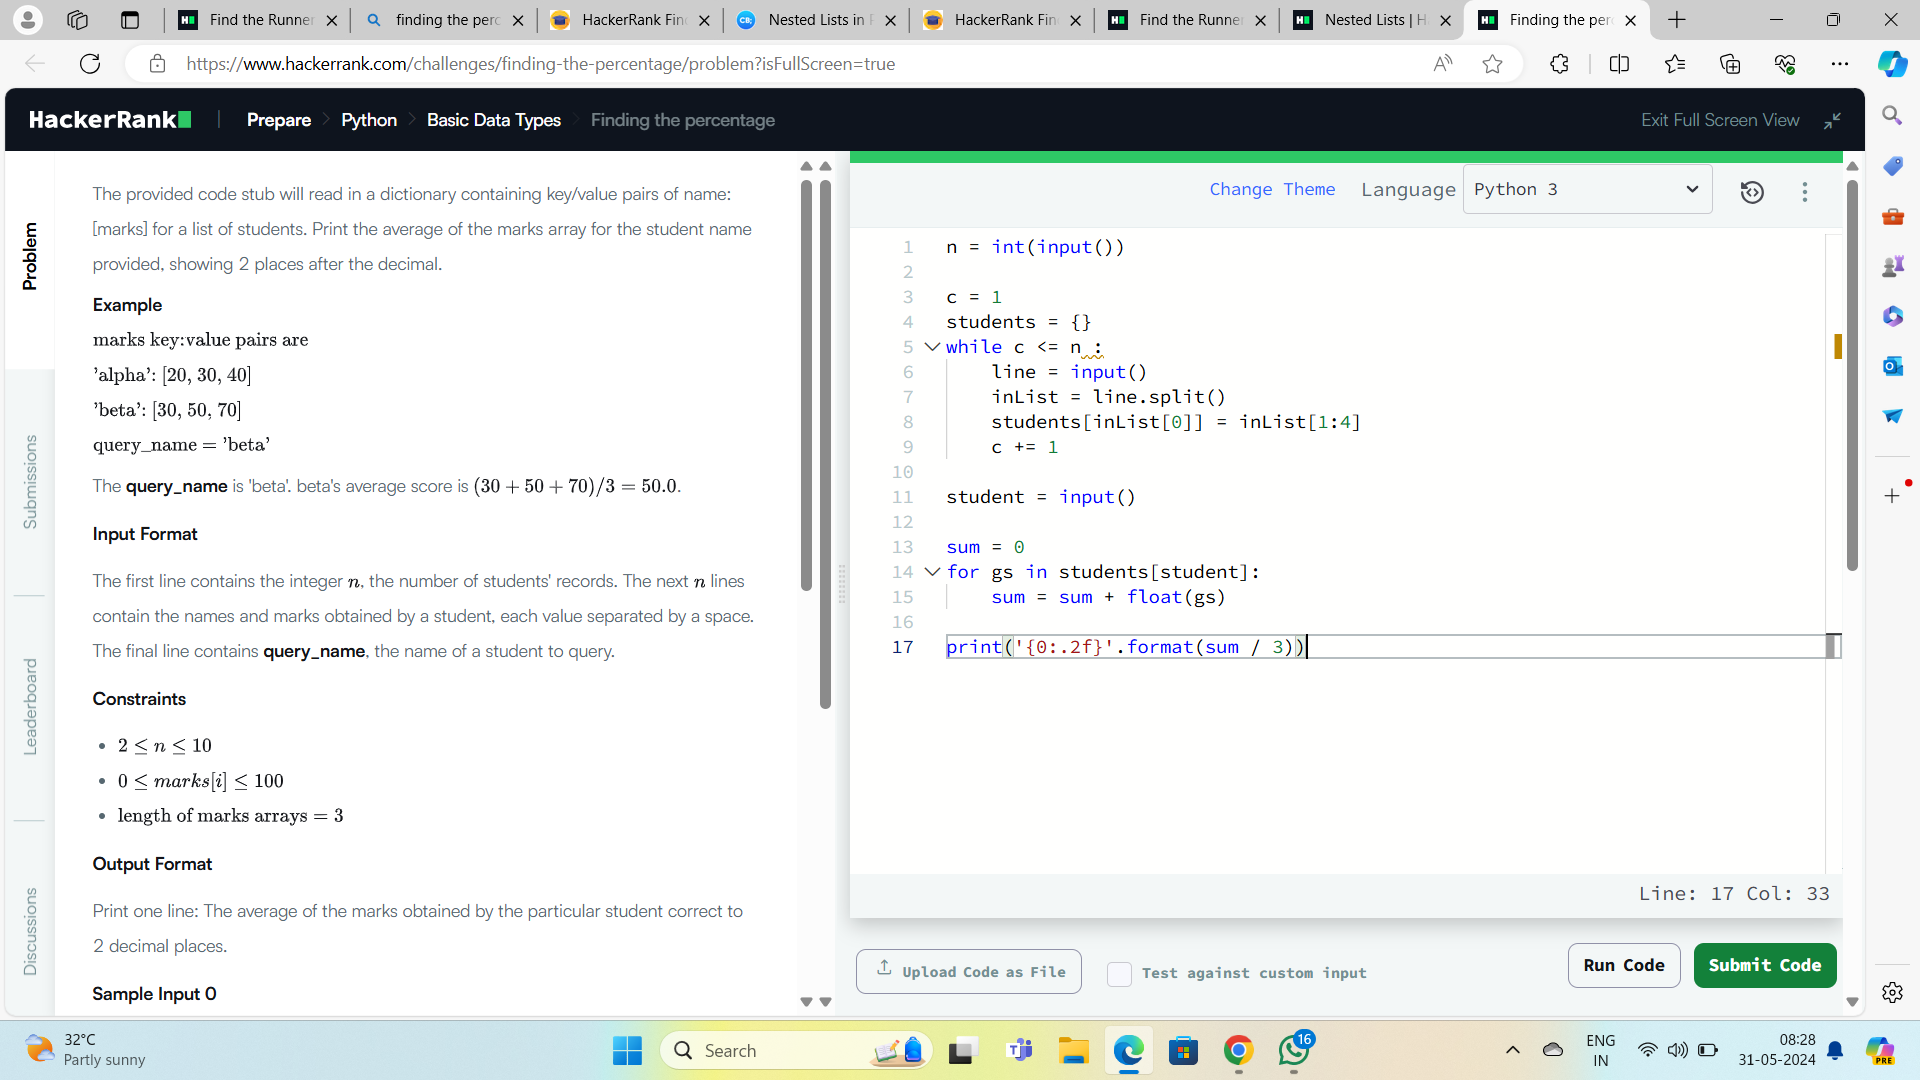 Find the Runner
finding the perc
HackerRank Fin
Nested Lists in P
HackerRank Fin
Find the Runner
Nested Lists | H
Finding the per
https://www.hackerrank.com/challenges/finding-the-percentage/problem?isFullScreen=true
HackerRank
Prepare
Python
Basic Data Types
Finding the percentage
Exit Full Screen View
Problem
Submissions
Leaderboard
Discussions
The provided code stub will read in a dictionary containing key/value pairs of name:
[marks] for a list of students. Print the average of the marks array for the student name
provided, showing 2 places after the decimal.
Example
marks key:value pairs are
'alpha': [20, 30, 40]
'beta': [30, 50, 70]
query_name = 'beta'
The query_name is 'beta'. beta's average score is (30 + 50 + 70)/3 = 50.0.
Input Format
The first line contains the integer n, the number of students' records. The next n lines
contain the names and marks obtained by a student, each value separated by a space.
The final line contains query_name, the name of a student to query.
Constraints
• 2 ≤ n ≤ 10
• 0 ≤ marks[i] ≤ 100
• length of marks arrays = 3
Output Format
Print one line: The average of the marks obtained by the particular student correct to
2 decimal places.
Sample Input 0
Change Theme Language Python 3
1 n = int(input())
2
3 c = 1
4 students = {}
5 while c <= n :
6 line = input()
7 inList = line.split()
8 students[inList[0]] = inList[1:4]
9 c += 1
10
11 student = input()
12
13 sum = 0
14 for gs in students[student]:
15 sum = sum + float(gs)
16
17 print('{0:.2f}'.format(sum / 3))
Line: 17 Col: 33
Upload Code as File
Test against custom input
Run Code
Submit Code
32°C
Partly sunny
Search
16
ENG
IN
08:28
31-05-2024
PRE